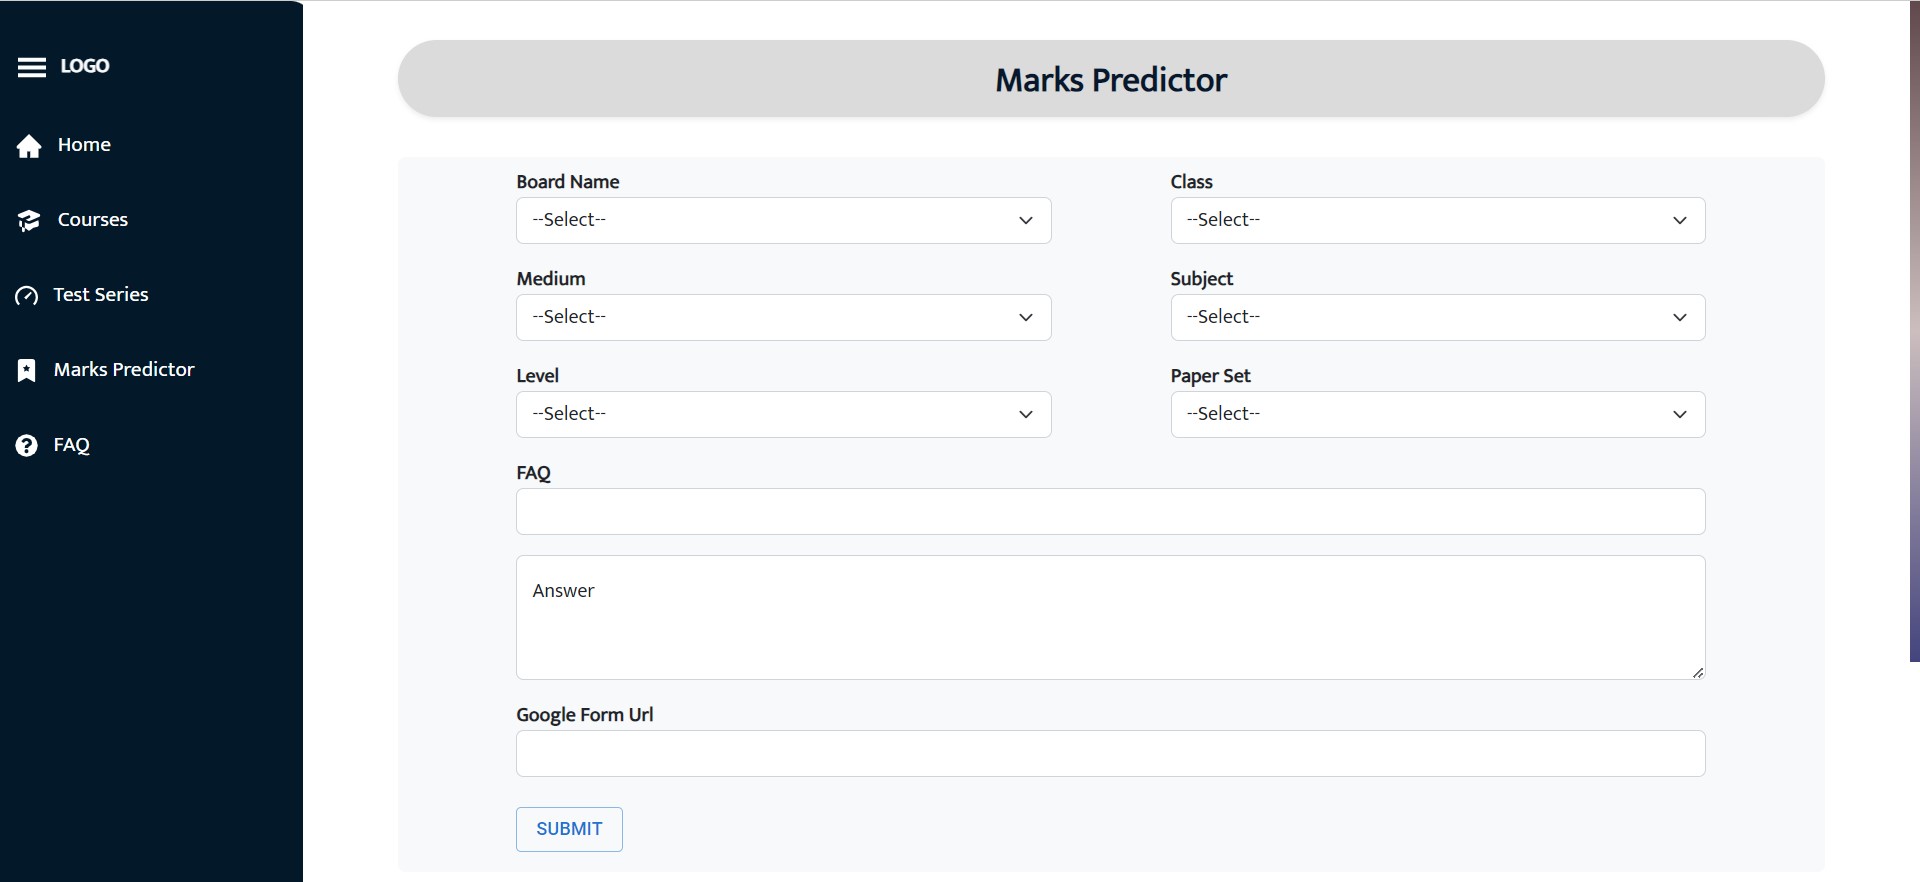 LOGO
Home
Courses
Test Series
Marks Predictor
FAQ
Marks Predictor
Board Name
Class
--Select--
--Select--
Medium
Subject
--Select--
--Select--
Level
Paper Set
--Select--
--Select--
FAQ
Answer
Google Form Url
SUBMIT